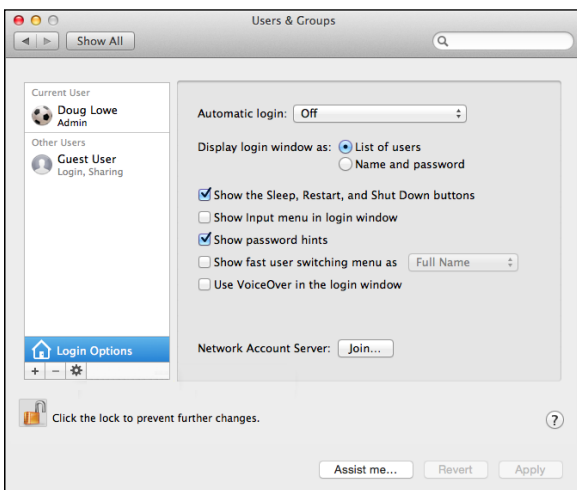 Users & Groups
Show All
Current User
Doug Lowe
Admin
Other Users
Guest User
Login, Sharing
Login Options
+ −
Automatic login: Off
Display login window as: List of users
Name and password
Show the Sleep, Restart, and Shut Down buttons
Show Input menu in login window
Show password hints
Show fast user switching menu as Full Name
Use VoiceOver in the login window
Network Account Server: Join...
Click the lock to prevent further changes.
?
Assist me... Revert Apply